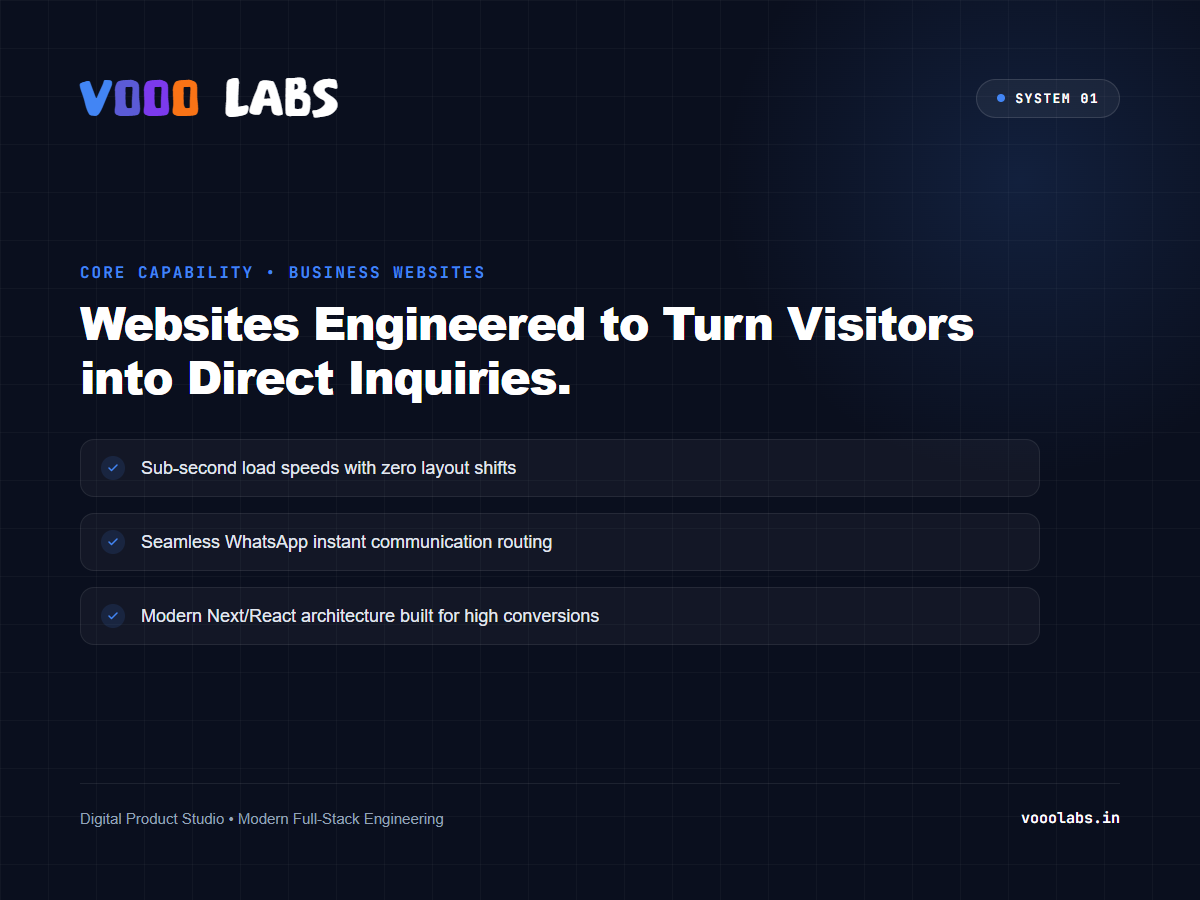 VOOO LABS
SYSTEM 01
CORE CAPABILITY • BUSINESS WEBSITES
Websites Engineered to Turn Visitors
into Direct Inquiries.
Sub-second load speeds with zero layout shifts
Seamless WhatsApp instant communication routing
Modern Next/React architecture built for high conversions
Digital Product Studio • Modern Full-Stack Engineering
vooolabs.in